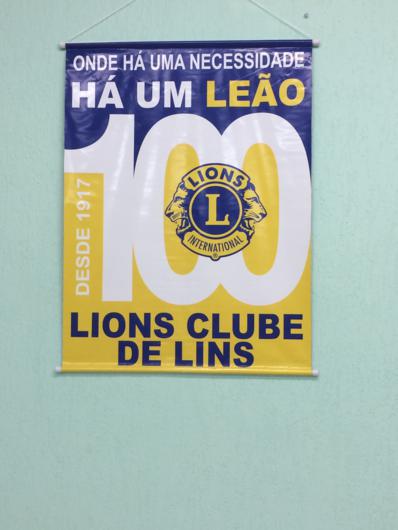 ONDE HÁ UMA NECESSIDADE
HÁ UM LEÃO
100
DESDE 1917
LIONS
L
INTERNATIONAL
®
LIONS CLUBE
DE LINS